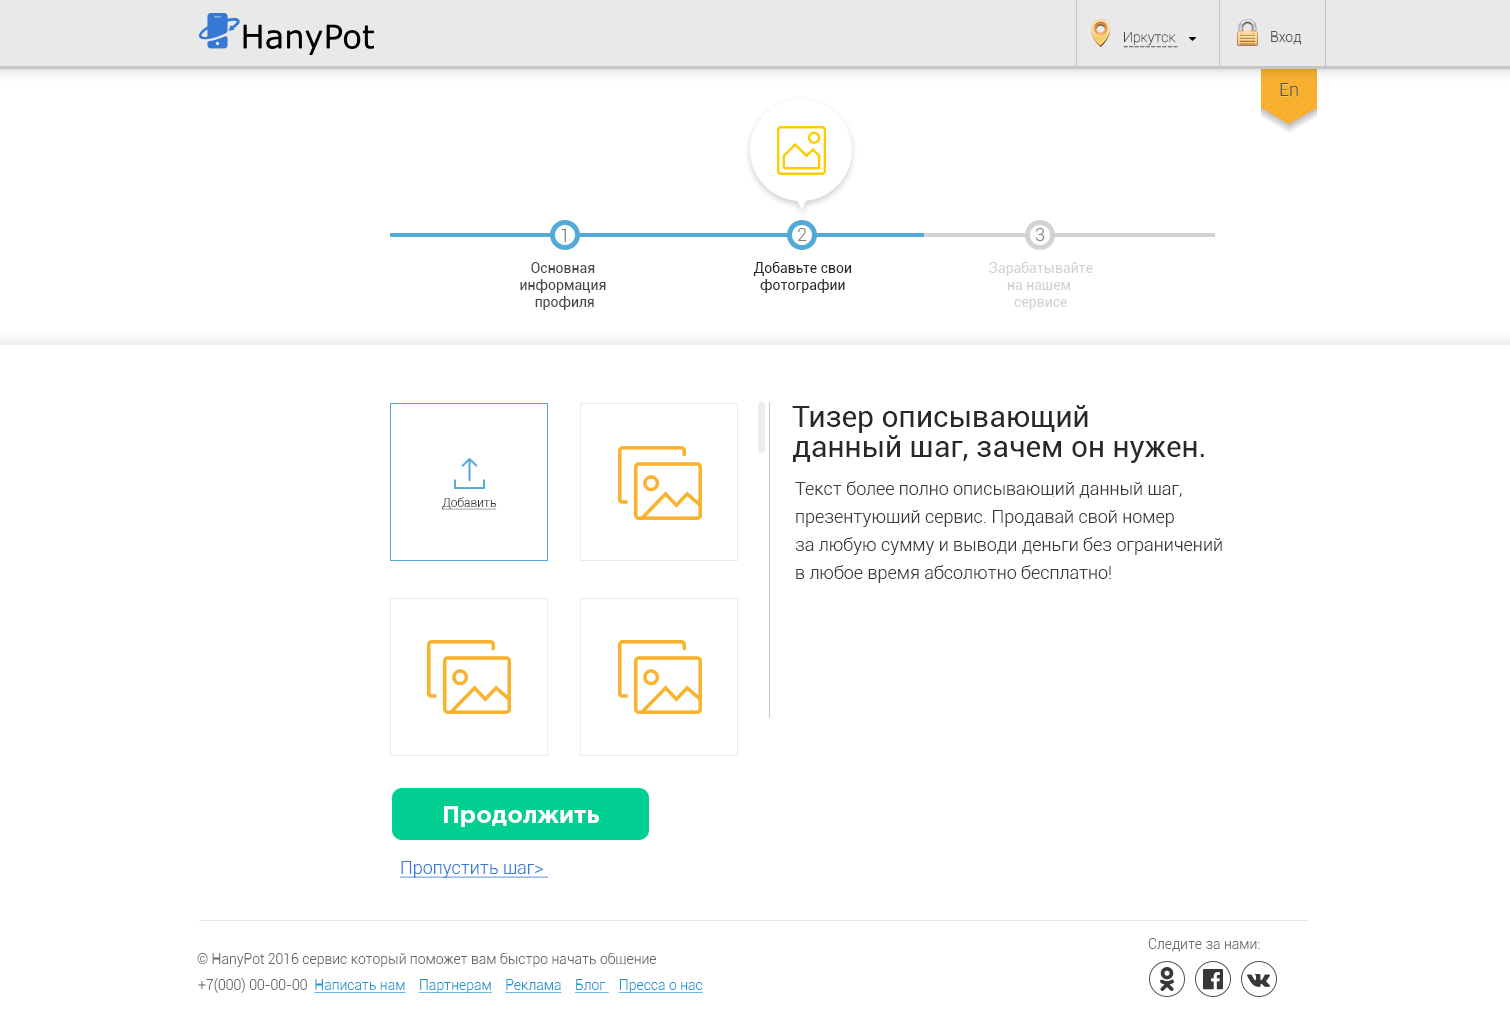 HanyPot
Иркутск
Вход
En
1
2
3
Основная
информация
профиля
Добавьте свои
фотографии
Зарабатывайте
на нашем
сервисе
Добавить
Тизер описывающий
данный шаг, зачем он нужен.
Текст более полно описывающий данный шаг,
презентующий сервис. Продавай свой номер
за любую сумму и выводи деньги без ограничений
в любое время абсолютно бесплатно!
Продолжить
Пропустить шаг>
© HanyPot 2016 сервис который поможет вам быстро начать общение
+7(000) 00-00-00 Написать нам Партнерам Реклама Блог Пресса о нас
Следите за нами: